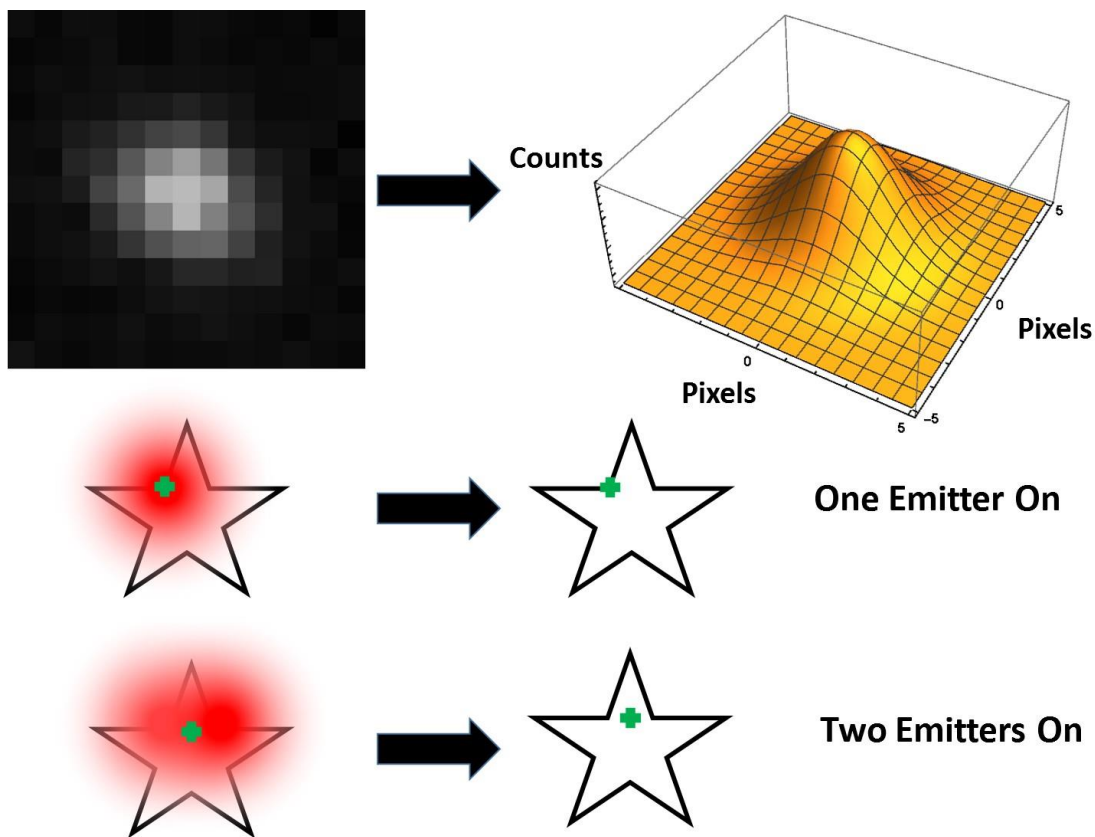 Counts
5
0
Pixels
-5
0
Pixels
5
One Emitter On
Two Emitters On